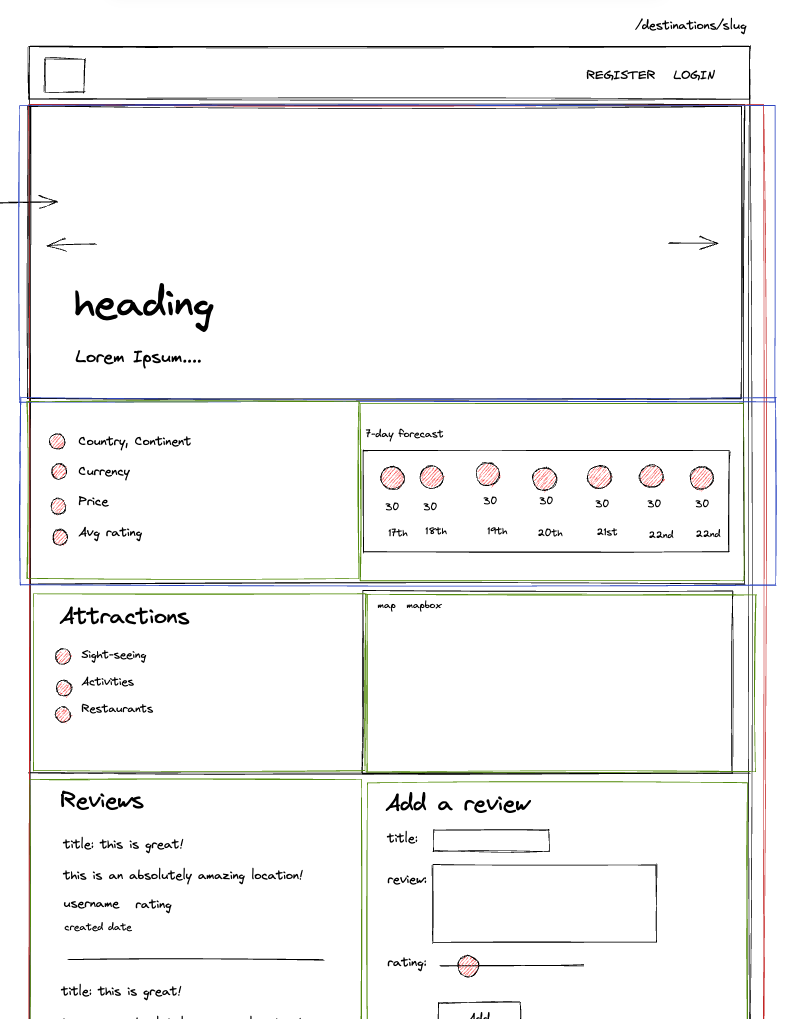 /destinations/slug
REGISTER LOGIN
heading
Lorem Ipsum....
Country, Continent
Currency
Price
Avg rating
7-day forecast
30 30 30 30 30 30 30
17th 18th 19th 20th 21st 22nd 22nd
Attractions
Sight-seeing
Activities
Restaurants
map mapbox
Reviews
title: this is great!
this is an absolutely amazing location!
username rating
created date
title: this is great!
Add a review
title:
review:
rating:
Add